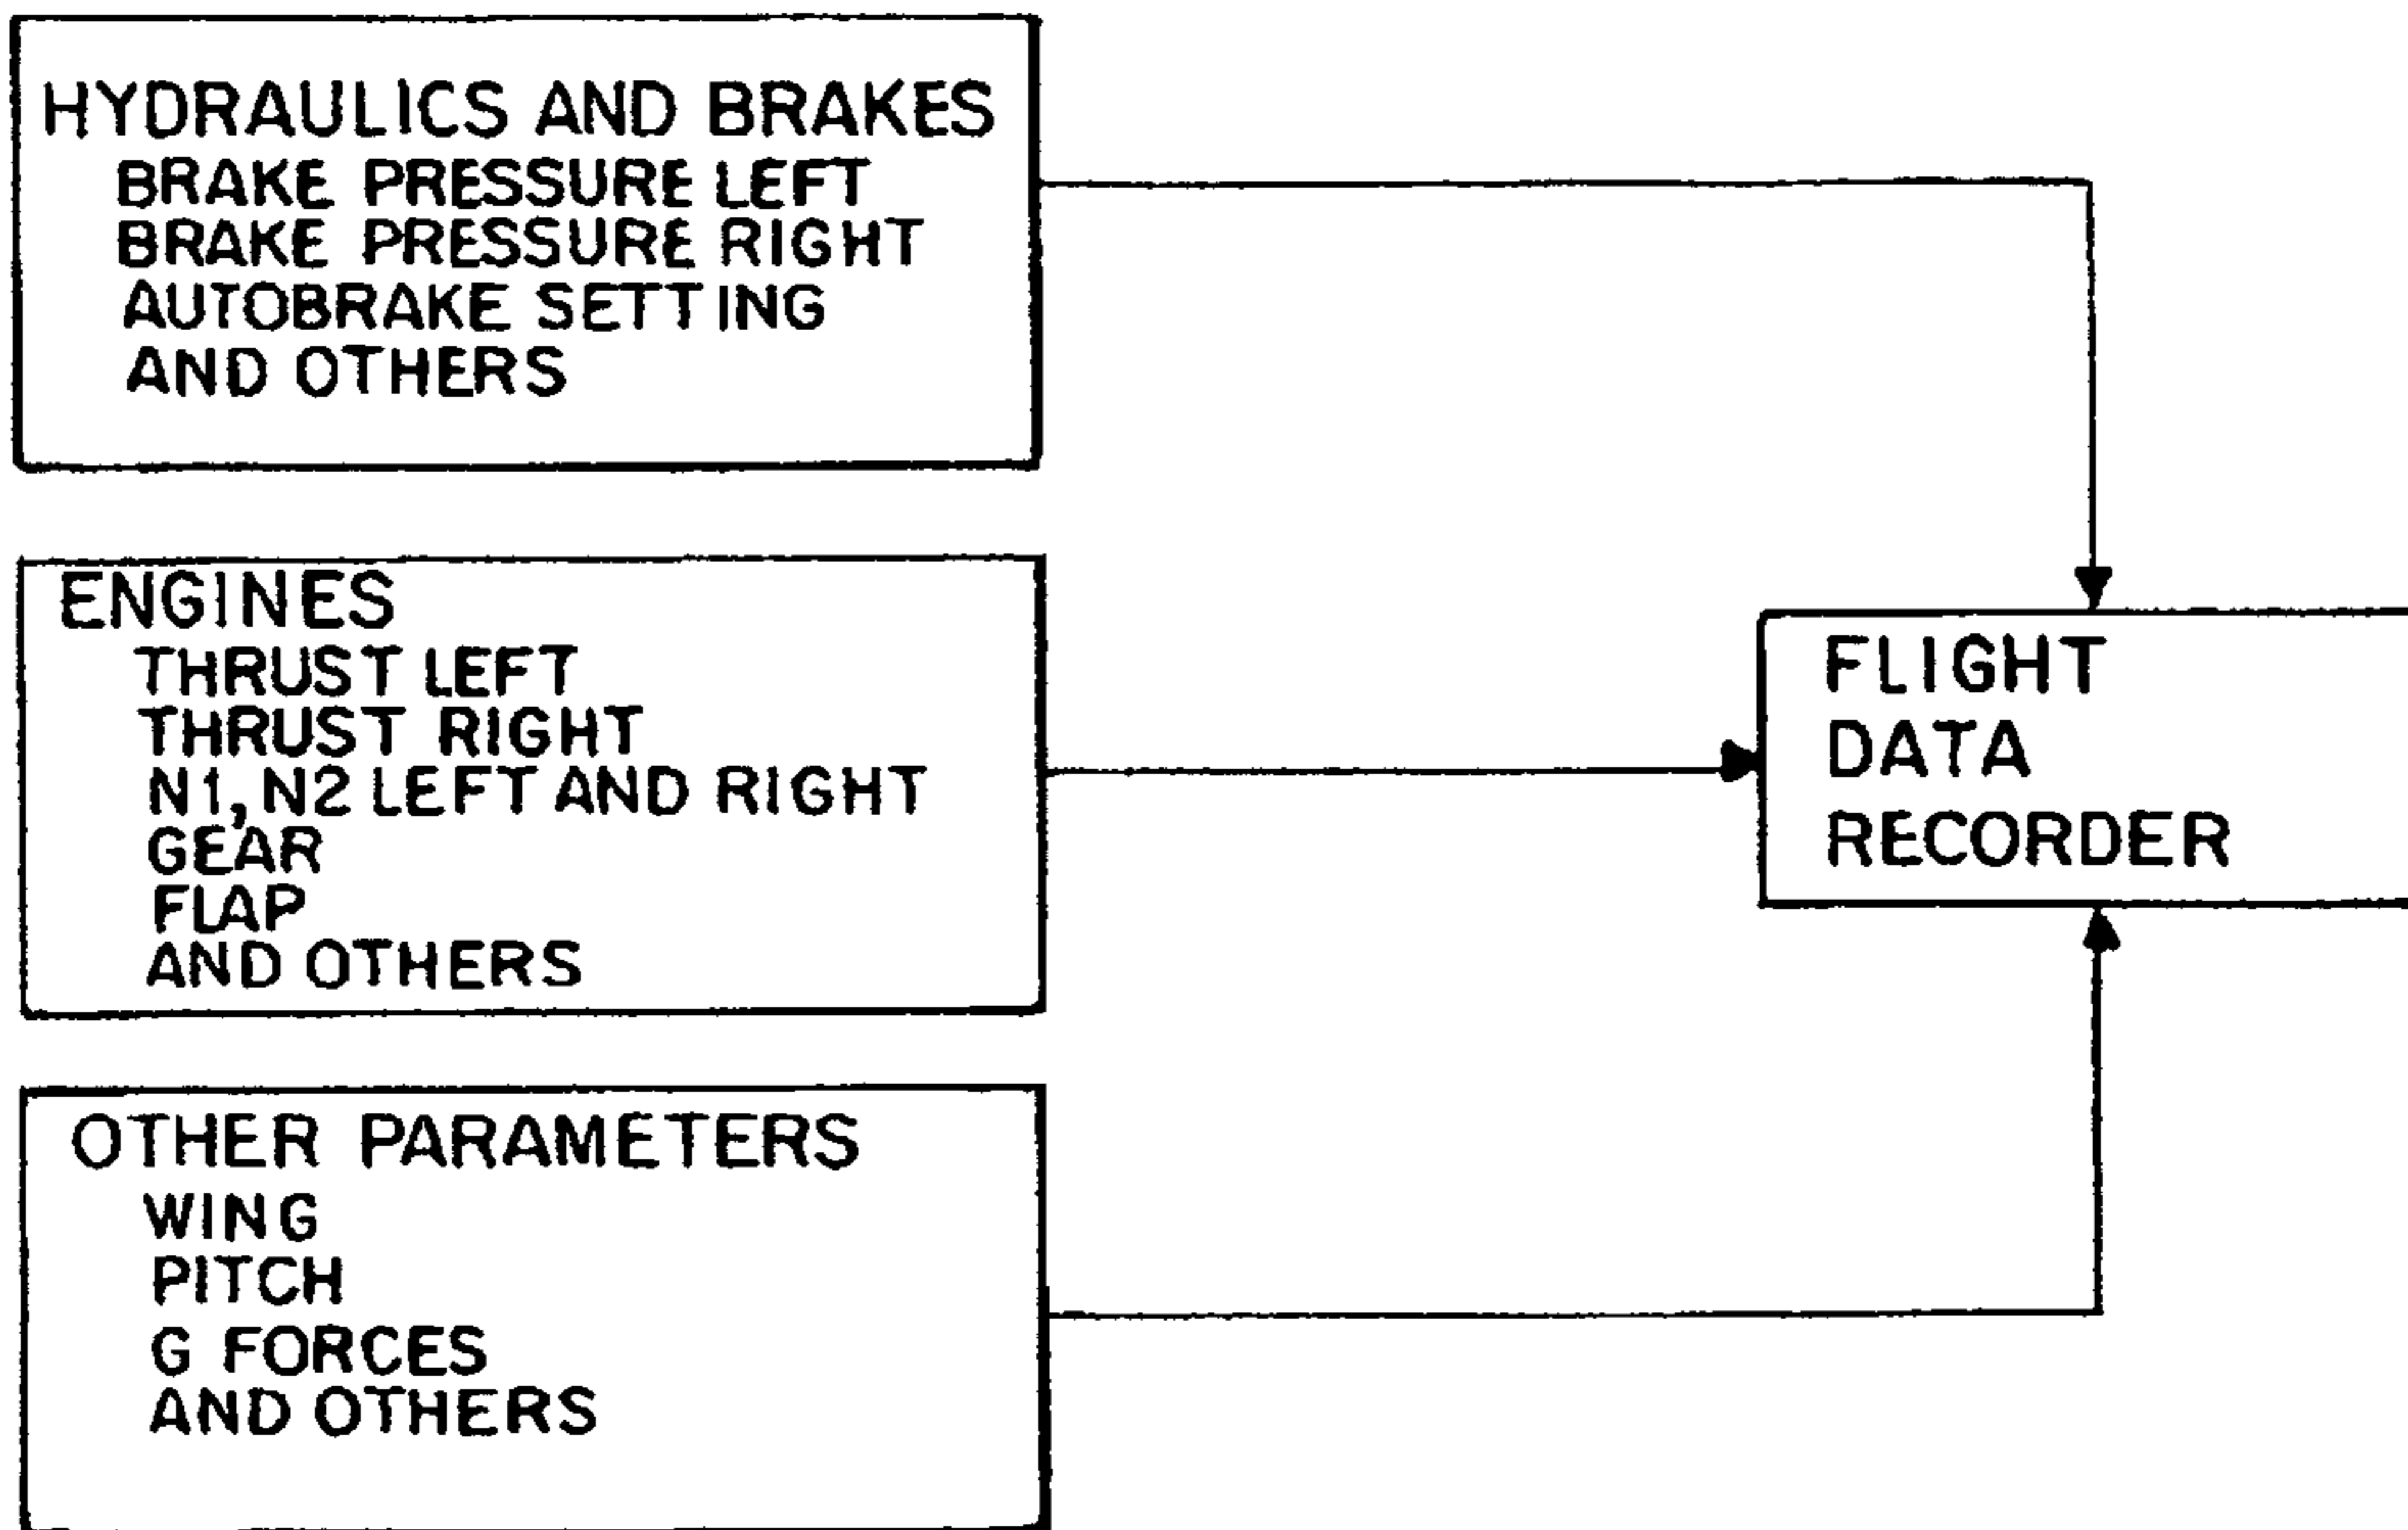 HYDRAULICS AND BRAKES
BRAKE PRESSURE LEFT
BRAKE PRESSURE RIGHT
AUTOBRAKE SETTING
AND OTHERS
ENGINES
THRUST LEFT
THRUST RIGHT
N1, N2 LEFT AND RIGHT
GEAR
FLAP
AND OTHERS
OTHER PARAMETERS
WING
PITCH
G FORCES
AND OTHERS
FLIGHT
DATA
RECORDER